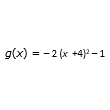 g(x) = −2(x +4)²−1